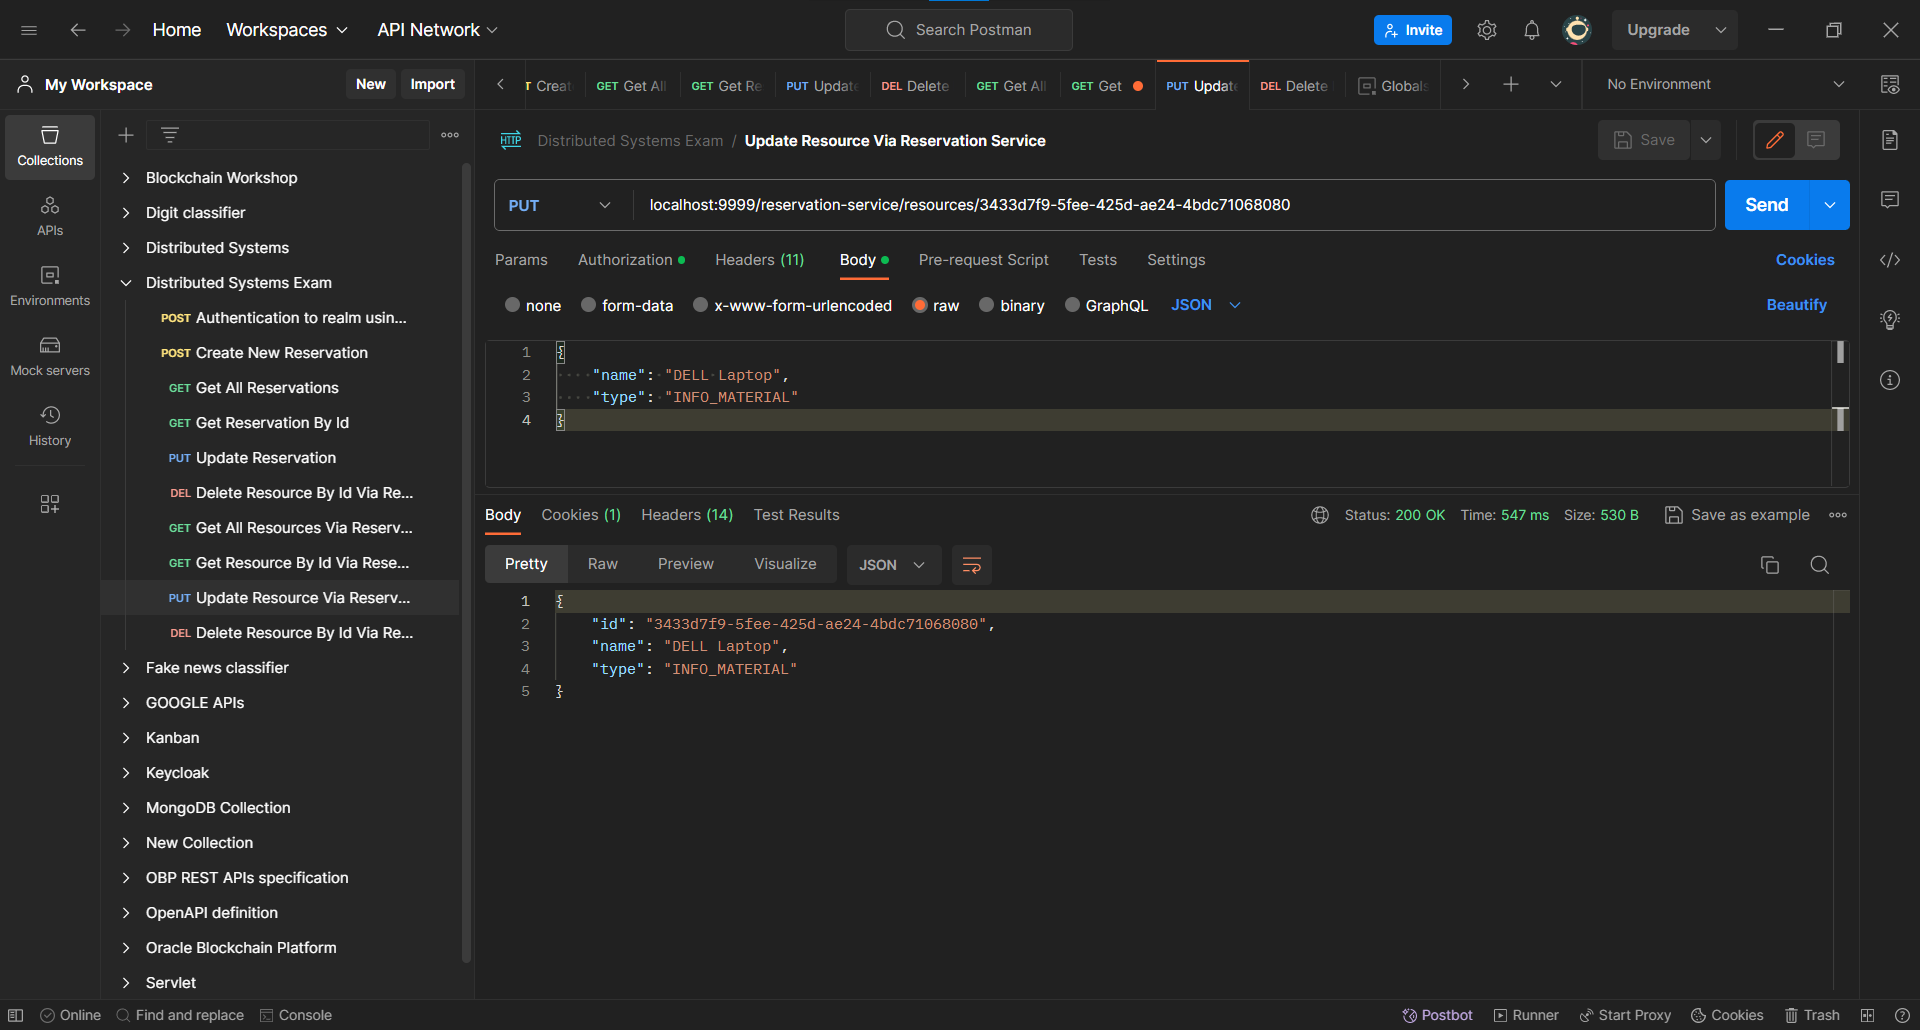 Home Workspaces API Network Search Postman Invite Upgrade
My Workspace New Import
T Creat GET Get All GET Get Re PUT Update DEL Delete GET Get All GET Get PUT Update DEL Delete Globals No Environment
Collections
APIs
Environments
Mock servers
History
Blockchain Workshop
Digit classifier
Distributed Systems
Distributed Systems Exam
POST Authentication to realm usin...
POST Create New Reservation
GET Get All Reservations
GET Get Reservation By Id
PUT Update Reservation
DEL Delete Resource By Id Via Re...
GET Get All Resources Via Reserv...
GET Get Resource By Id Via Rese...
PUT Update Resource Via Reserv...
DEL Delete Resource By Id Via Re...
Fake news classifier
GOOGLE APIs
Kanban
Keycloak
MongoDB Collection
New Collection
OBP REST APIs specification
OpenAPI definition
Oracle Blockchain Platform
Servlet
HTTP Distributed Systems Exam / Update Resource Via Reservation Service Save
PUT localhost:9999/reservation-service/resources/3433d7f9-5fee-425d-ae24-4bdc71068080 Send
Params Authorization Headers (11) Body Pre-request Script Tests Settings Cookies
none form-data x-www-form-urlencoded raw binary GraphQL JSON Beautify
1 {
2 "name": "DELL Laptop",
3 "type": "INFO_MATERIAL"
4 }
Body Cookies (1) Headers (14) Test Results Status: 200 OK Time: 547 ms Size: 530 B Save as example
Pretty Raw Preview Visualize JSON
1 {
2 "id": "3433d7f9-5fee-425d-ae24-4bdc71068080",
3 "name": "DELL Laptop",
4 "type": "INFO_MATERIAL"
5 }
Online Find and replace Console Postbot Runner Start Proxy Cookies Trash